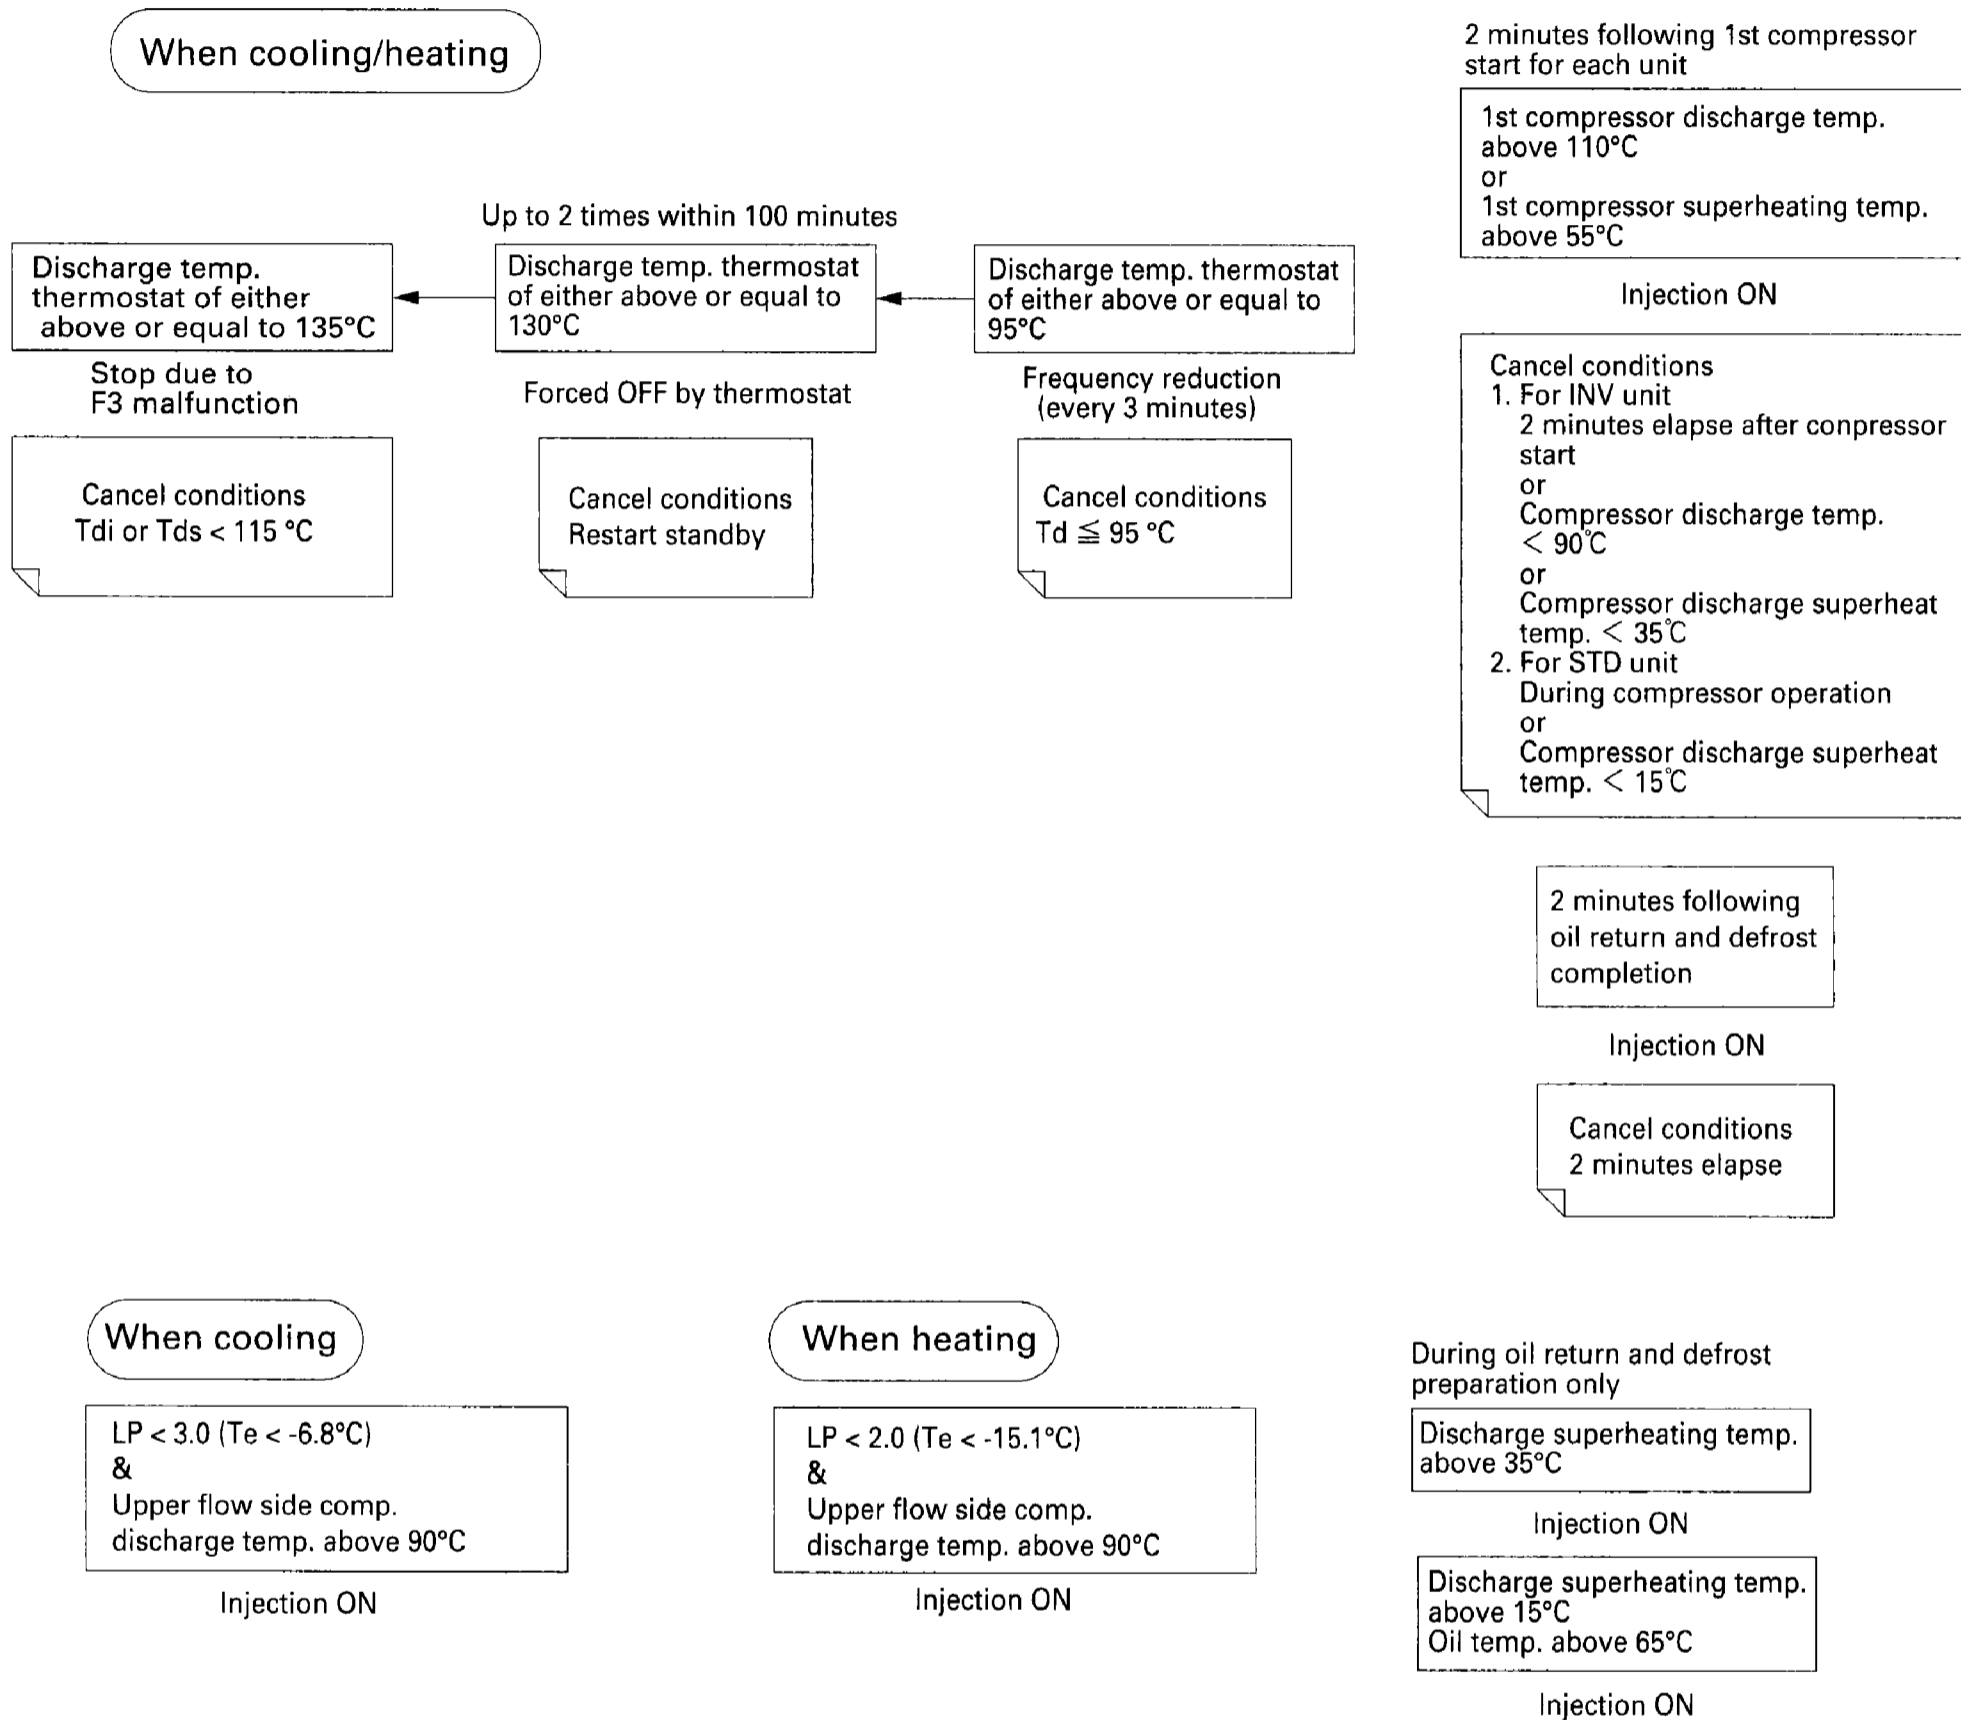 When cooling/heating
Up to 2 times within 100 minutes
Discharge temp.
thermostat of either
above or equal to 135°C
Stop due to
F3 malfunction
Cancel conditions
Tdi or Tds < 115 °C
Discharge temp. thermostat
of either above or equal to
130°C
Forced OFF by thermostat
Cancel conditions
Restart standby
Discharge temp. thermostat
of either above or equal to
95°C
Frequency reduction
(every 3 minutes)
Cancel conditions
Td ≦ 95 °C
2 minutes following 1st compressor
start for each unit
1st compressor discharge temp.
above 110°C
or
1st compressor superheating temp.
above 55°C
Injection ON
Cancel conditions
1. For INV unit
2 minutes elapse after conpressor
start
or
Compressor discharge temp.
< 90℃
or
Compressor discharge superheat
temp. < 35℃
2. For STD unit
During compressor operation
or
Compressor discharge superheat
temp. < 15℃
2 minutes following
oil return and defrost
completion
Injection ON
Cancel conditions
2 minutes elapse
When cooling
LP < 3.0 (Te < -6.8°C)
&
Upper flow side comp.
discharge temp. above 90°C
Injection ON
When heating
LP < 2.0 (Te < -15.1°C)
&
Upper flow side comp.
discharge temp. above 90°C
Injection ON
During oil return and defrost
preparation only
Discharge superheating temp.
above 35°C
Injection ON
Discharge superheating temp.
above 15°C
Oil temp. above 65°C
Injection ON